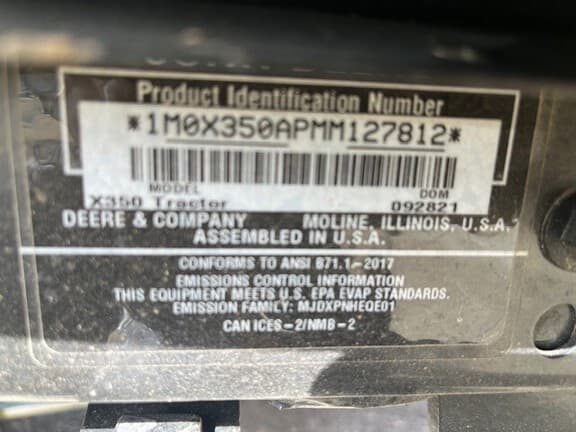 Product Identification Number
*1M0X350APMM127812*
MODEL DOM
X350 Tractor 092821
DEERE & COMPANY MOLINE, ILLINOIS, U.S.A.
ASSEMBLED IN U.S.A.
CONFORMS TO ANSI B71.1-2017
EMISSIONS CONTROL INFORMATION
THIS EQUIPMENT MEETS U.S. EPA EVAP STANDARDS.
EMISSION FAMILY: MJDXPNHEQE01
CAN ICES-2/NMB-2